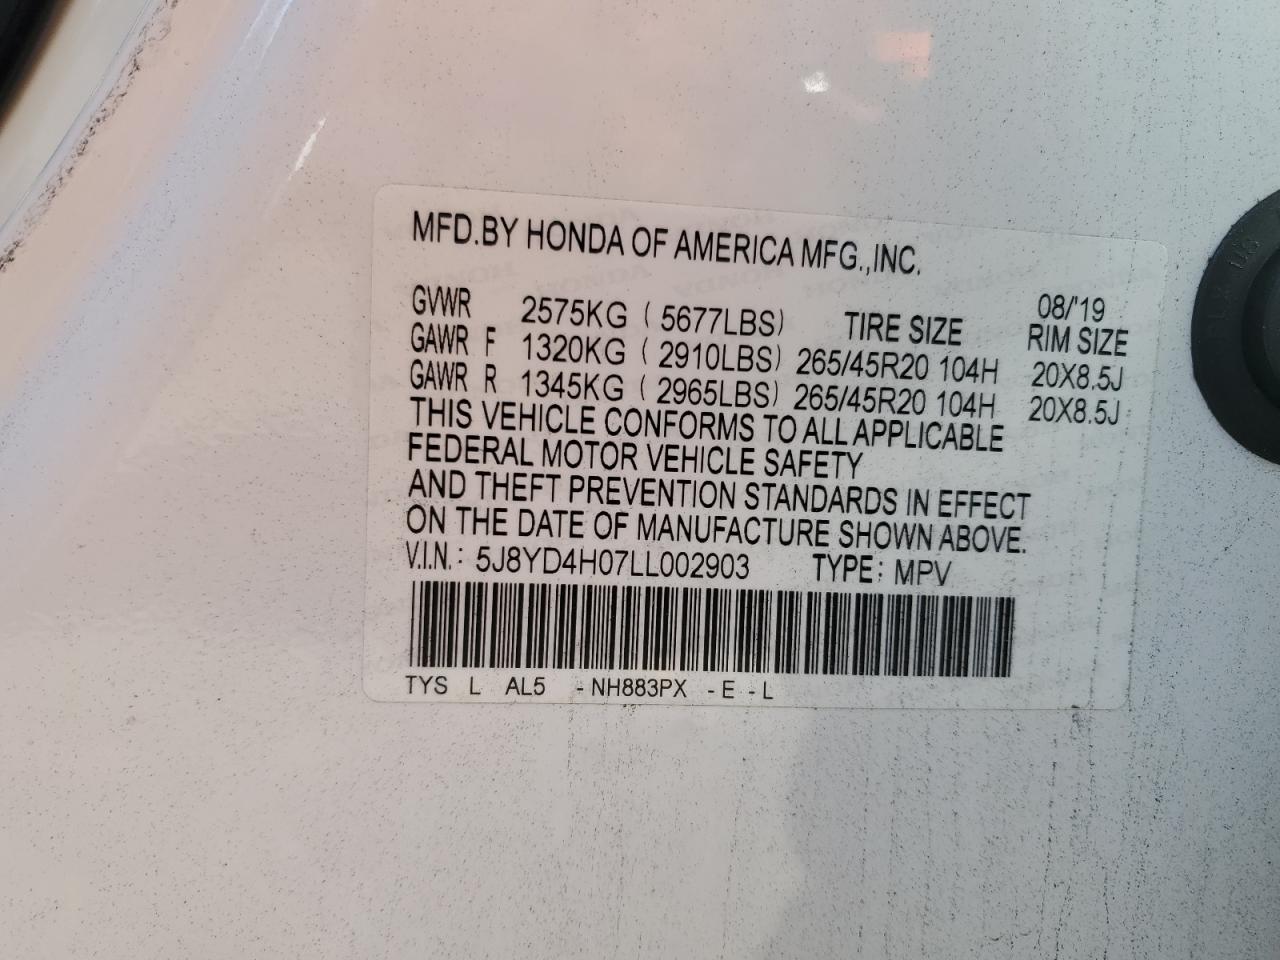 MFD.BY HONDA OF AMERICA MFG.,INC.
08/'19
GVWR 2575KG ( 5677LBS) TIRE SIZE RIM SIZE
GAWR F 1320KG ( 2910LBS) 265/45R20 104H 20X8.5J
GAWR R 1345KG ( 2965LBS) 265/45R20 104H 20X8.5J
THIS VEHICLE CONFORMS TO ALL APPLICABLE
FEDERAL MOTOR VEHICLE SAFETY
AND THEFT PREVENTION STANDARDS IN EFFECT
ON THE DATE OF MANUFACTURE SHOWN ABOVE.
V.I.N.: 5J8YD4H07LL002903 TYPE: MPV
TYS L AL5 -NH883PX -E -L